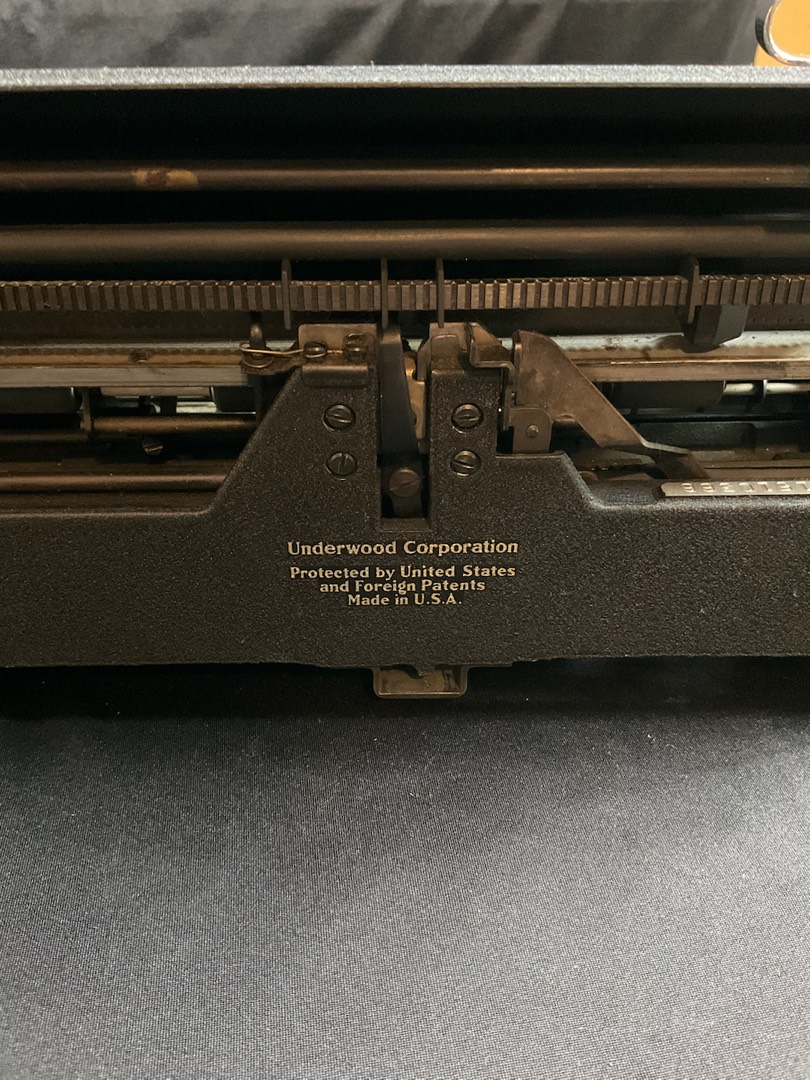 Underwood Corporation
Protected by United States
and Foreign Patents
Made in U.S.A.